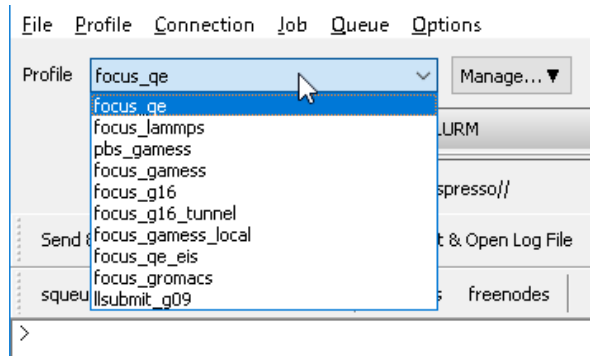 File Profile Connection Job Queue Options
Profile focus_qe Manage...▼
focus_qe
focus_lammps
pbs_gamess
focus_gamess
focus_g16
focus_g16_tunnel
focus_gamess_local
focus_qe_eis
focus_gromacs
llsubmit_g09
LURM
spresso//
Send & Open Log File
squeu freenodes
>